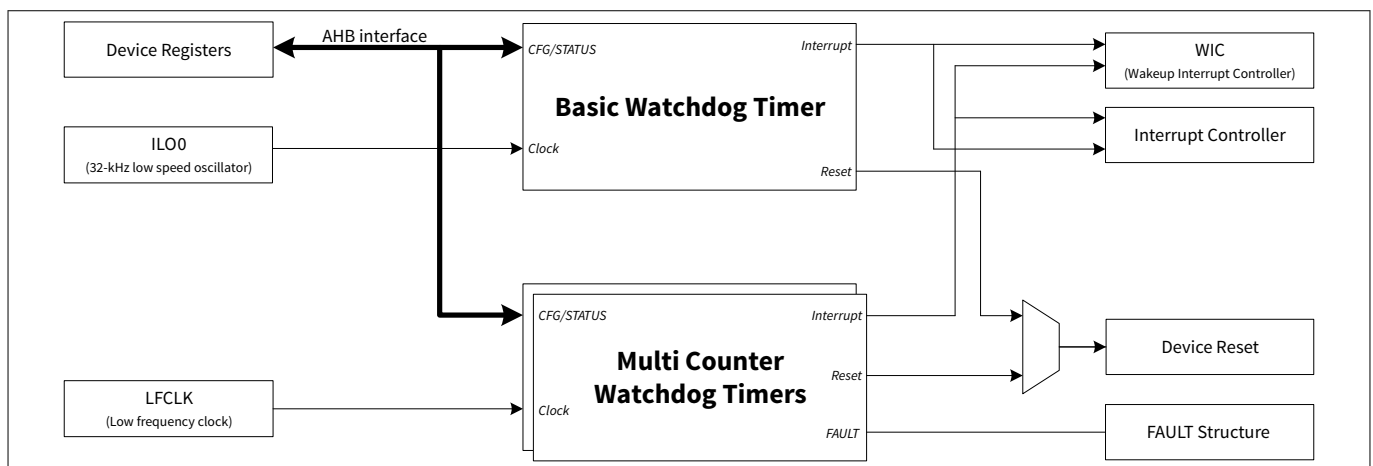 Device Registers
AHB interface
CFG/STATUS
Interrupt
WIC
(Wakeup Interrupt Controller)
Basic Watchdog Timer
ILO0
(32-kHz low speed oscillator)
Clock
Interrupt Controller
Reset
CFG/STATUS
Interrupt
Multi Counter
Watchdog Timers
Reset
Device Reset
LFCLK
(Low frequency clock)
Clock
FAULT
FAULT Structure